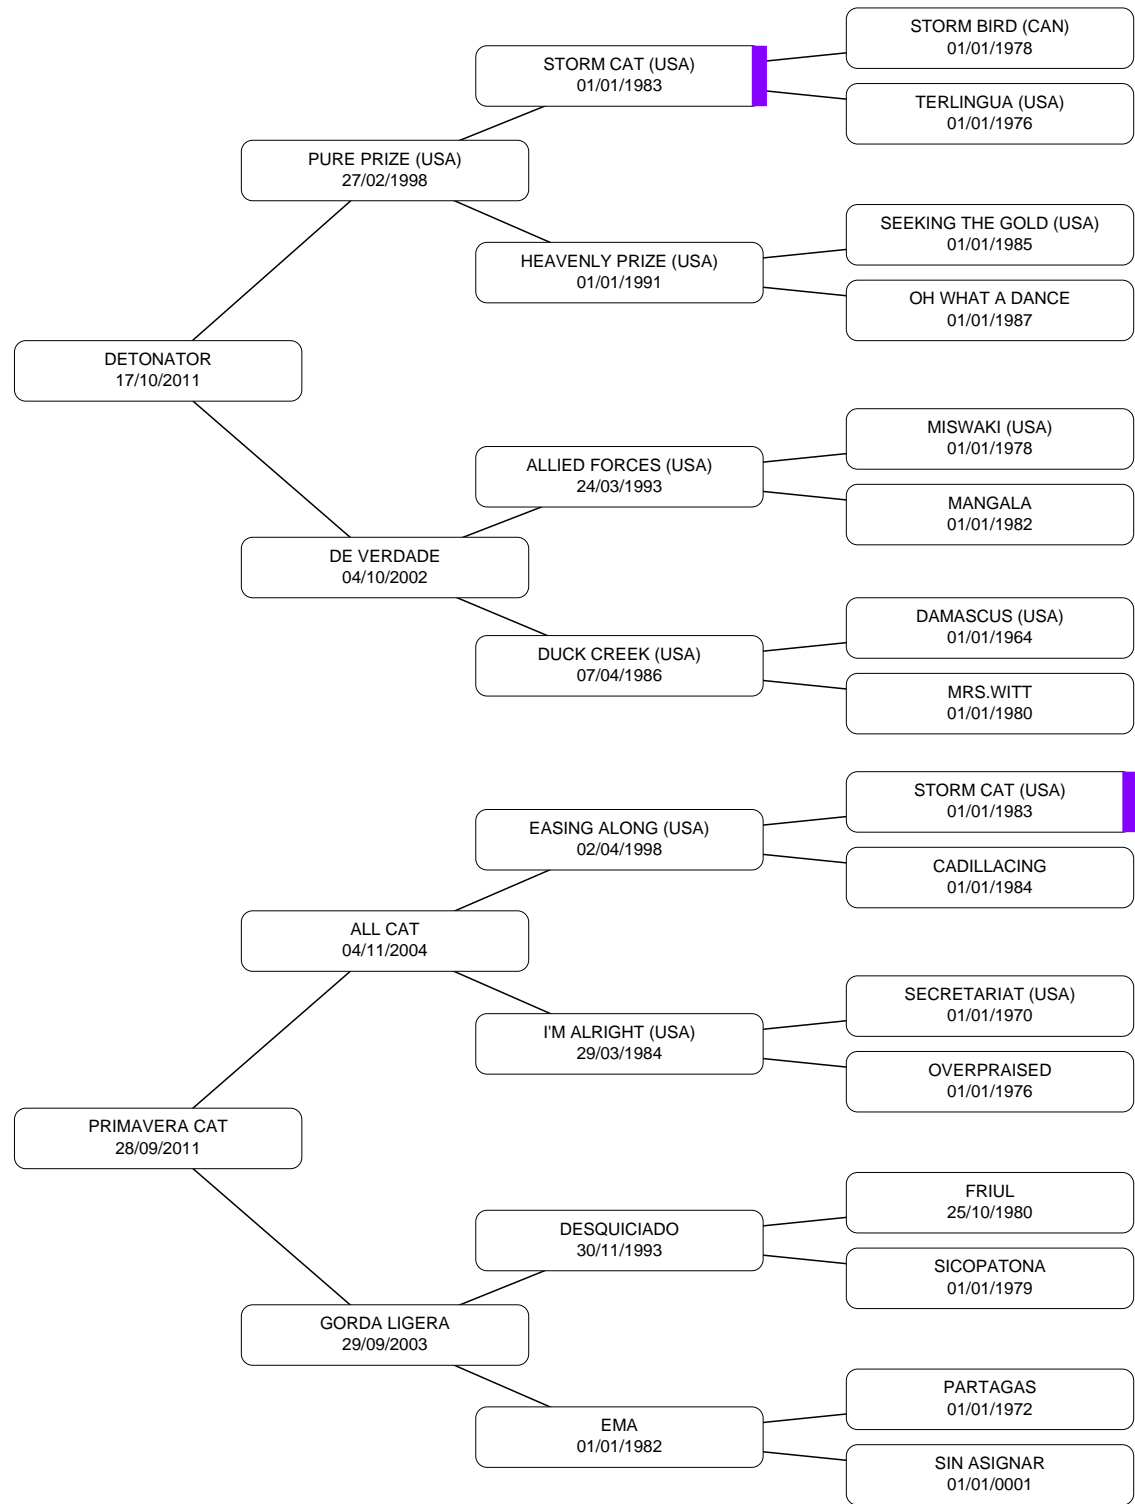 STORM BIRD (CAN)
01/01/1978
STORM CAT (USA)
01/01/1983
TERLINGUA (USA)
01/01/1976
PURE PRIZE (USA)
27/02/1998
SEEKING THE GOLD (USA)
01/01/1985
HEAVENLY PRIZE (USA)
01/01/1991
OH WHAT A DANCE
01/01/1987
DETONATOR
17/10/2011
MISWAKI (USA)
01/01/1978
ALLIED FORCES (USA)
24/03/1993
MANGALA
01/01/1982
DE VERDADE
04/10/2002
DAMASCUS (USA)
01/01/1964
DUCK CREEK (USA)
07/04/1986
MRS.WITT
01/01/1980
STORM CAT (USA)
01/01/1983
EASING ALONG (USA)
02/04/1998
CADILLACING
01/01/1984
ALL CAT
04/11/2004
SECRETARIAT (USA)
01/01/1970
I'M ALRIGHT (USA)
29/03/1984
OVERPRAISED
01/01/1976
PRIMAVERA CAT
28/09/2011
FRIUL
25/10/1980
DESQUICIADO
30/11/1993
SICOPATONA
01/01/1979
GORDA LIGERA
29/09/2003
PARTAGAS
01/01/1972
EMA
01/01/1982
SIN ASIGNAR
01/01/0001